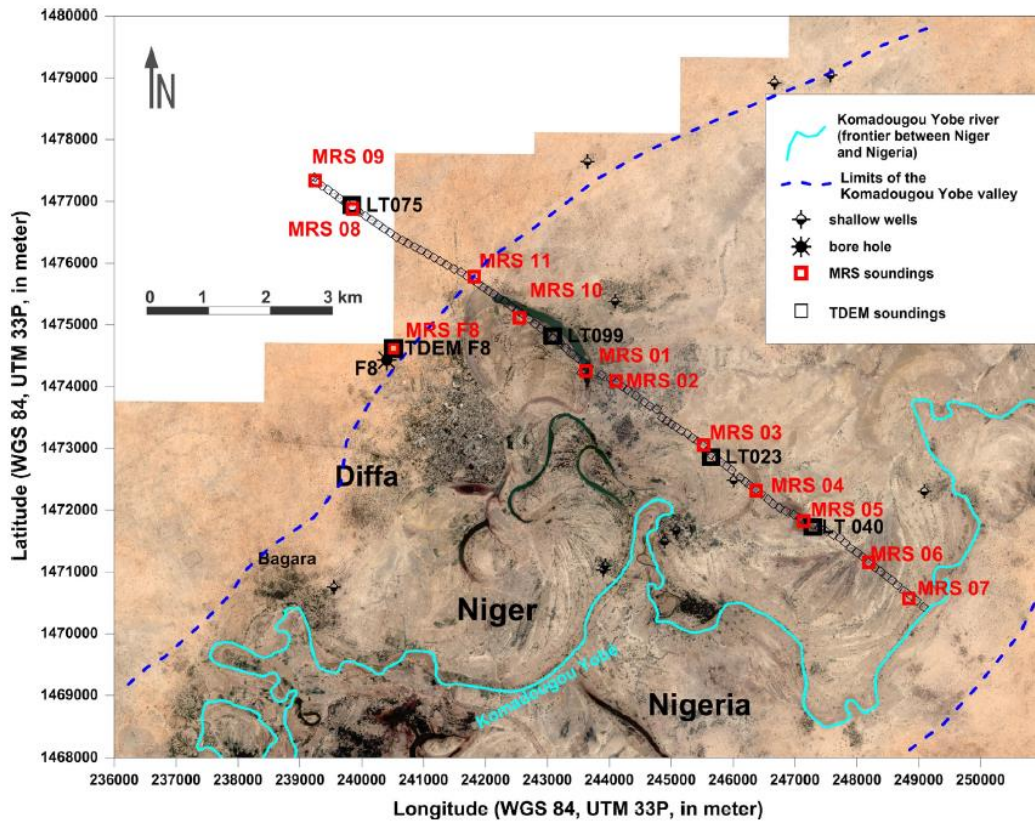 1480000
1479000
1478000
1477000
1476000
1475000
1474000
1473000
1472000
1471000
1470000
1469000
1468000
Latitude (WGS 84, UTM 33P, in meter)
N
Komadougou Yobe river
(frontier between Niger
and Nigeria)
Limits of the
Komadougou Yobe valley
shallow wells
bore hole
MRS soundings
TDEM soundings
MRS 09
LT075
MRS 08
0 1 2 3 km
MRS 11
MRS 10
MRS F8
TDEM F8
F8
LT099
MRS 01
MRS 02
MRS 03
LT023
Diffa
MRS 04
MRS 05
LT 040
Bagara
MRS 06
MRS 07
Niger
Komadougou Yobé
Nigeria
236000 237000 238000 239000 240000 241000 242000 243000 244000 245000 246000 247000 248000 249000 250000
Longitude (WGS 84, UTM 33P, in meter)